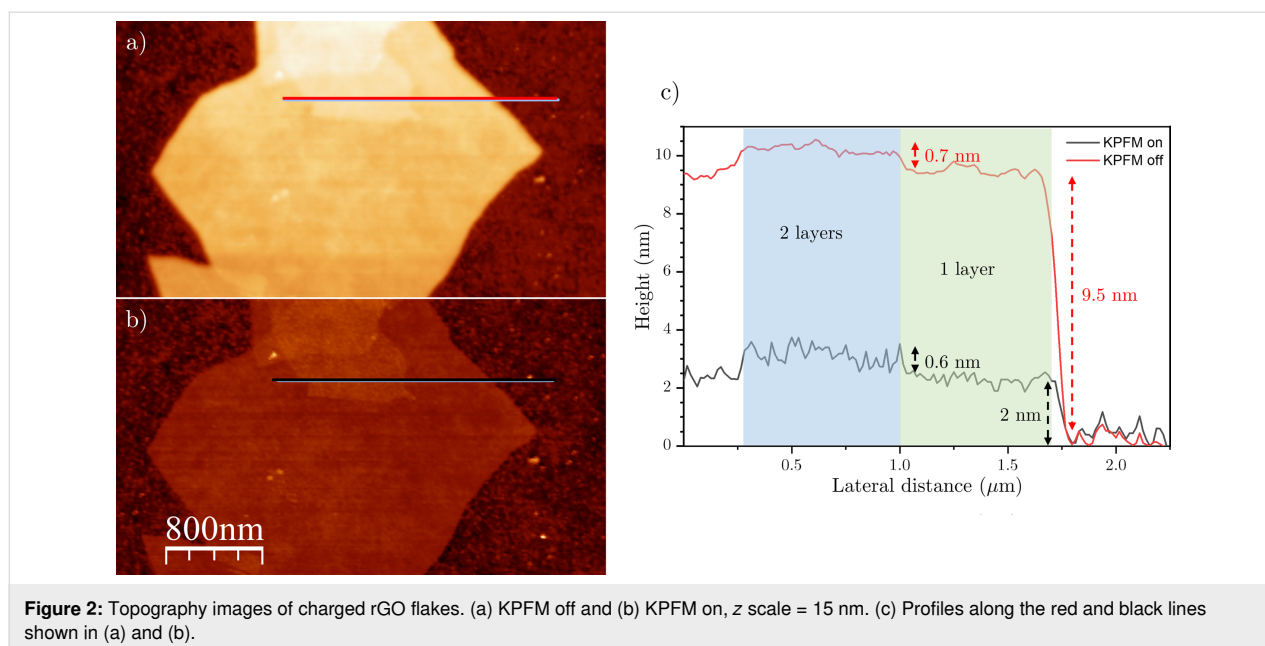 a)
b)
800nm
c)
KPFM on
KPFM off
10
8
6
4
2
0
Height (nm)
0.7 nm
2 layers
1 layer
9.5 nm
0.6 nm
2 nm
0.5
1.0
1.5
2.0
Lateral distance (μm)
Figure 2: Topography images of charged rGO flakes. (a) KPFM off and (b) KPFM on, z scale = 15 nm. (c) Profiles along the red and black lines
shown in (a) and (b).